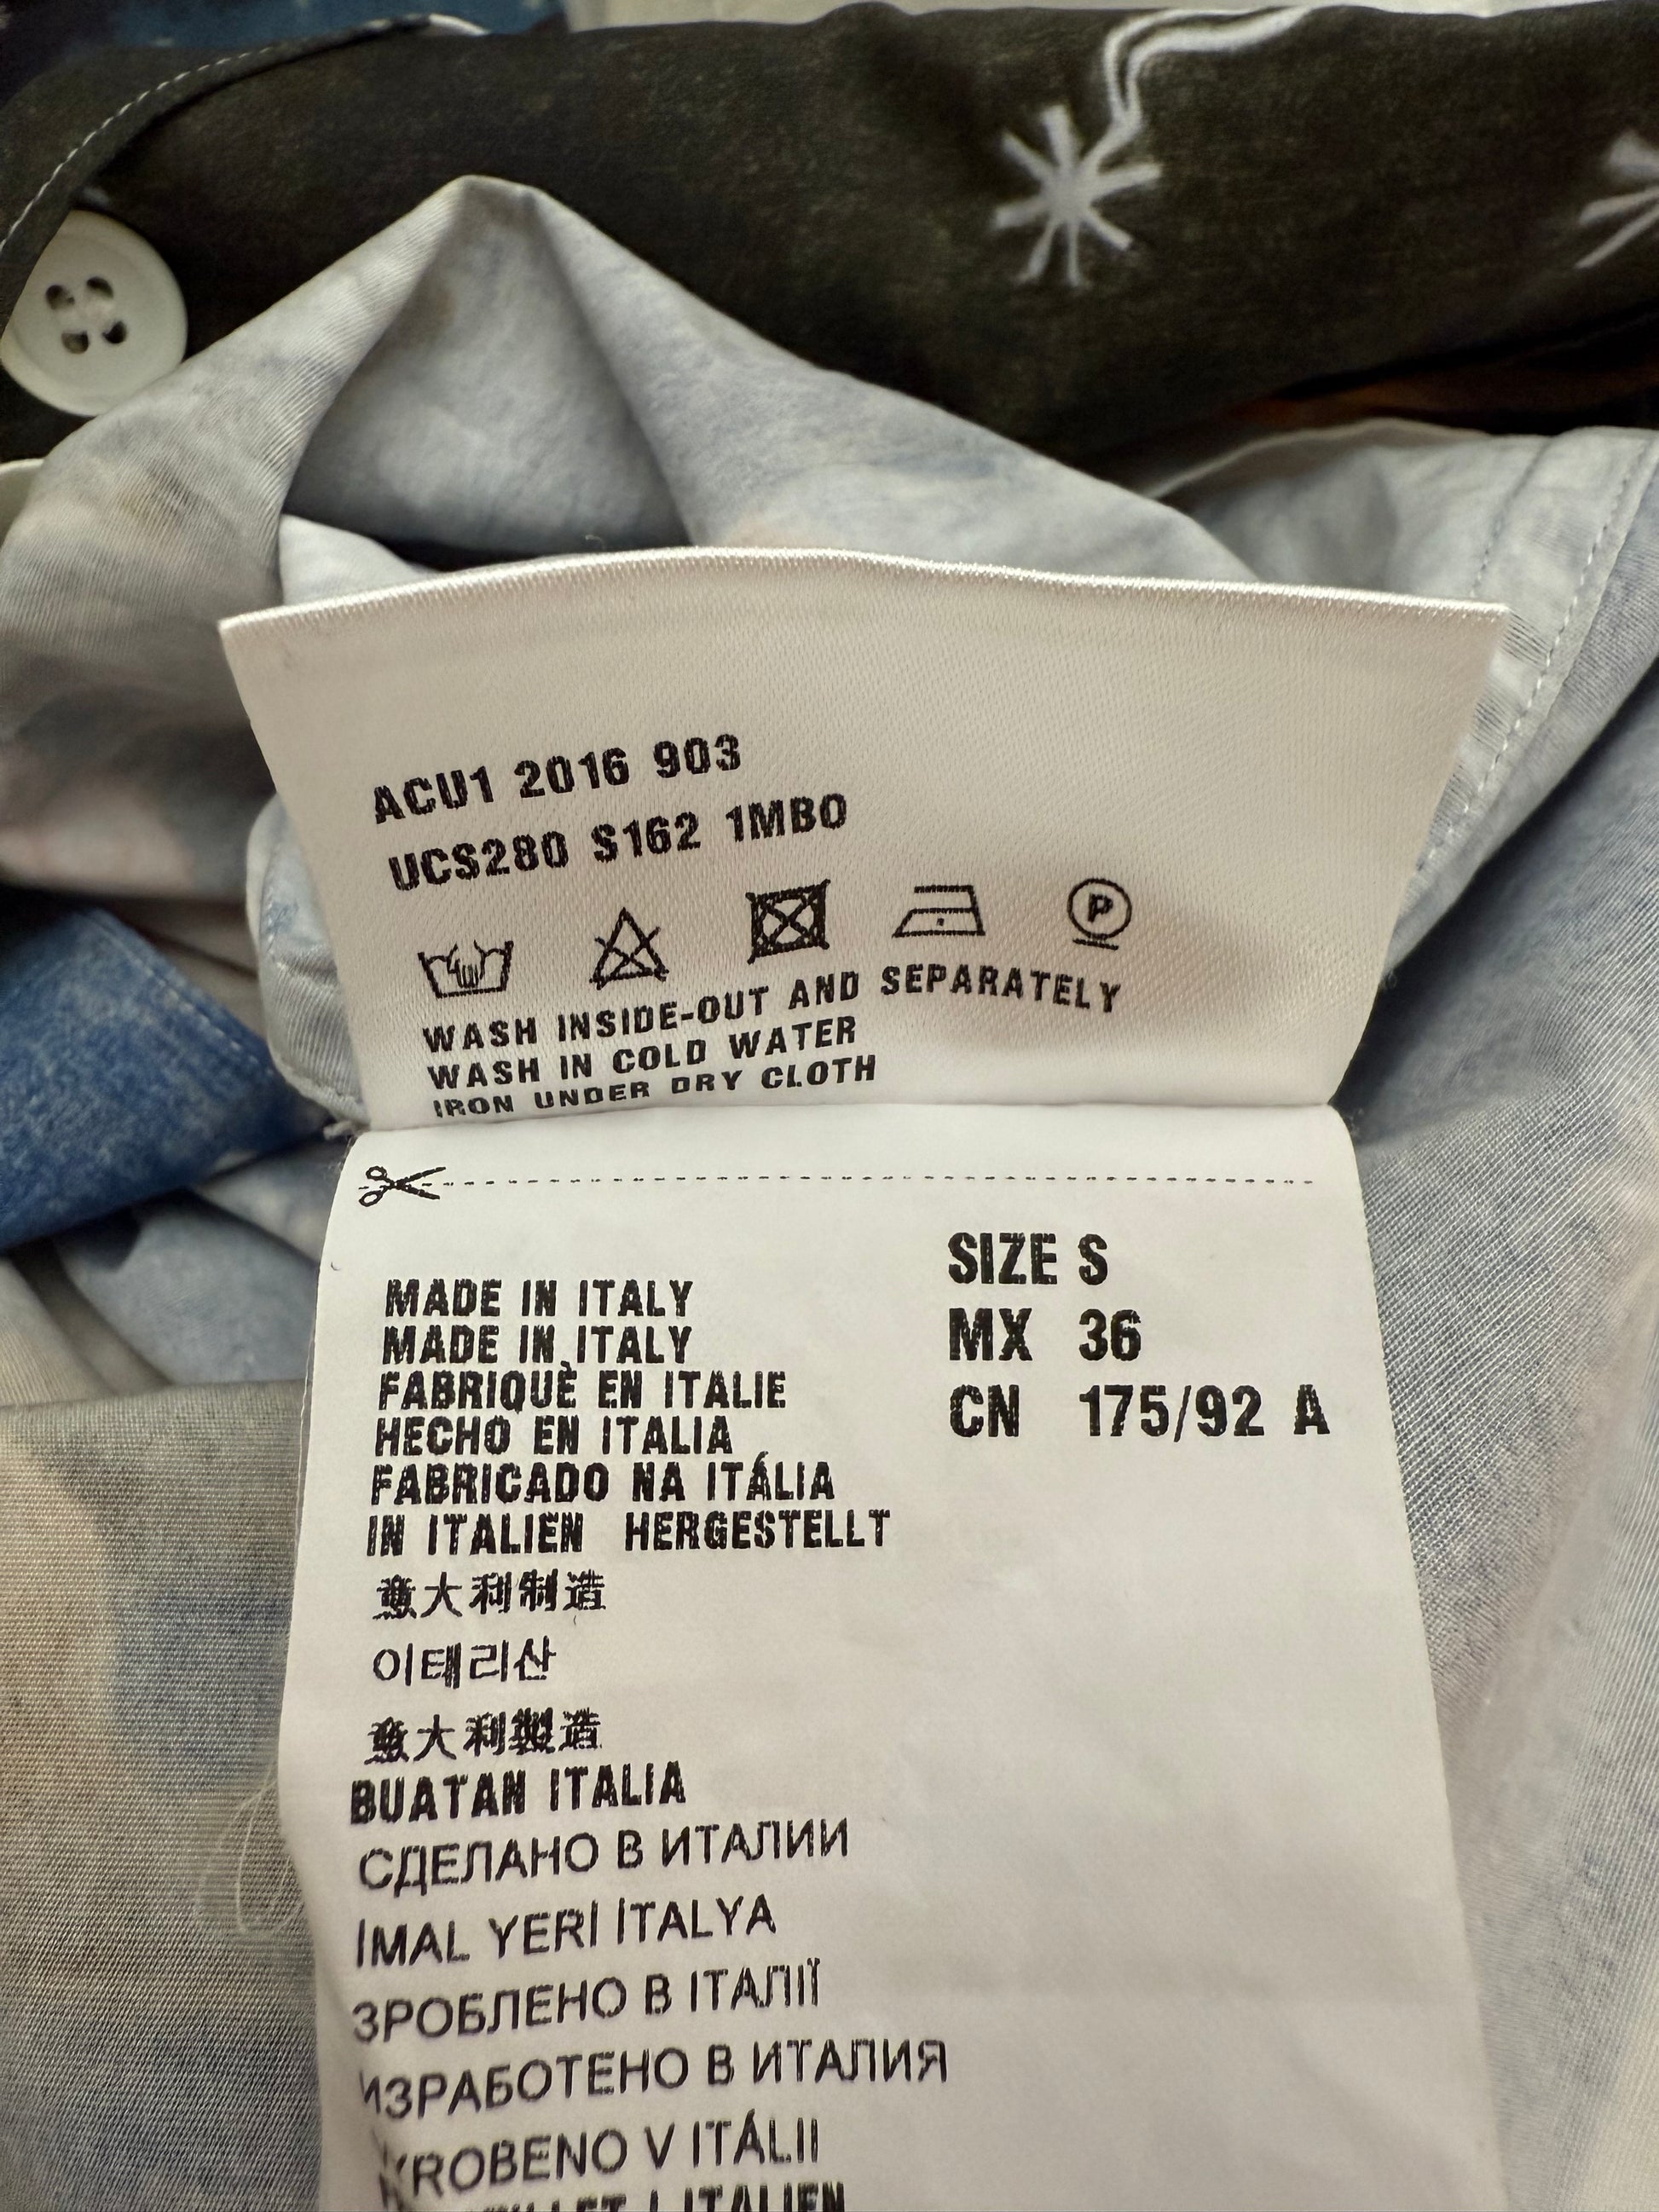 ACU1 2016 903
UCS280 S162 1MBO
P
WASH INSIDE-OUT AND SEPARATELY
WASH IN COLD WATER
IRON UNDER DRY CLOTH
SIZE S
MX 36
CN 175/92 A
MADE IN ITALY
MADE IN ITALY
FABRIQUÈ EN ITALIE
HECHO EN ITALIA
FABRICADO NA ITÁLIA
IN ITALIEN HERGESTELLT
意大利制造
이태리산
意大利製造
BUATAN ITALIA
СДЕЛАНО В ИТАЛИИ
İMAL YERİ İTALYA
ЗРОБЛЕНО В ІТАЛІЇ
ИЗРАБОТЕНО В ИТАЛИЯ
V ITÁLII
I ITALIEN